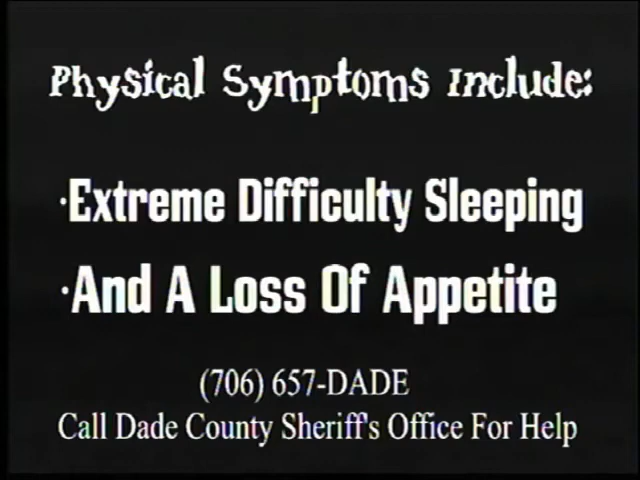 Physical Symptoms Include:
·Extreme Difficulty Sleeping
·And A Loss Of Appetite
(706) 657-DADE
Call Dade County Sheriff's Office For Help